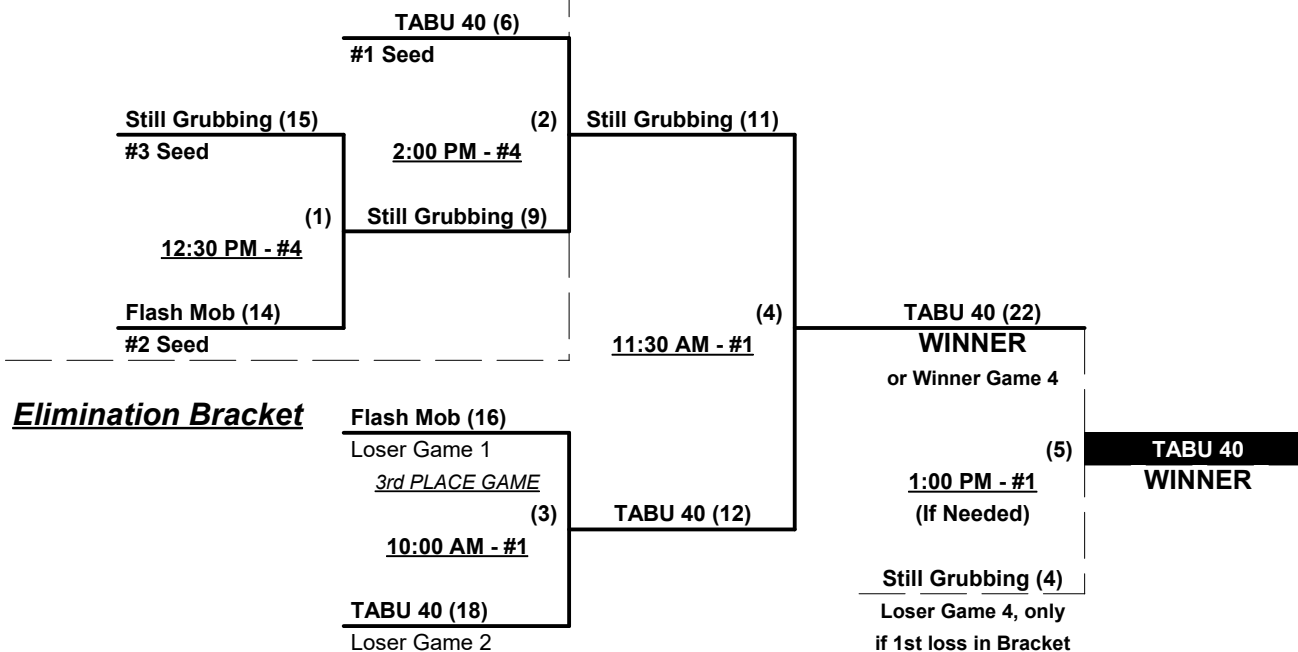 TABU 40 (6)
#1 Seed
Still Grubbing (15)
(2)
Still Grubbing (11)
#3 Seed
2:00 PM - #4
(1)
Still Grubbing (9)
12:30 PM - #4
Flash Mob (14)
(4)
TABU 40 (22)
#2 Seed
11:30 AM - #1
WINNER
or Winner Game 4
Elimination Bracket
Flash Mob (16)
Loser Game 1
(5)
TABU 40
3rd PLACE GAME
1:00 PM - #1
WINNER
(3)
TABU 40 (12)
(If Needed)
10:00 AM - #1
Still Grubbing (4)
TABU 40 (18)
Loser Game 4, only
Loser Game 2
if 1st loss in Bracket